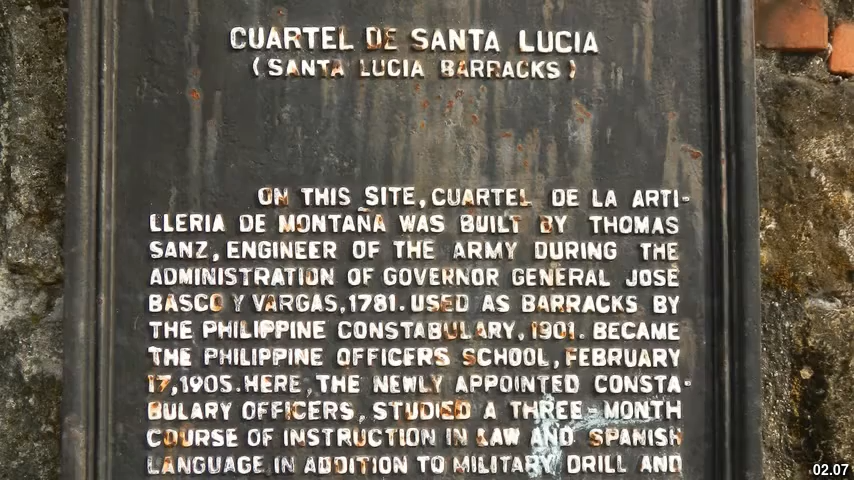 CUARTEL DE SANTA LUCIA
(SANTA LUCIA BARRACKS)
ON THIS SITE, CUARTEL DE LA ARTI-
LLERIA DE MONTAÑA WAS BUILT BY THOMAS
SANZ, ENGINEER OF THE ARMY DURING THE
ADMINISTRATION OF GOVERNOR GENERAL JOSE
BASCO Y VARGAS, 1781. USED AS BARRACKS BY
THE PHILIPPINE CONSTABULARY, 1901. BECAME
THE PHILIPPINE OFFICERS SCHOOL, FEBRUARY
17, 1905. HERE, THE NEWLY APPOINTED CONSTA-
BULARY OFFICERS, STUDIED A THREE-MONTH
COURSE OF INSTRUCTION IN LAW AND SPANISH
LANGUAGE IN ADDITION TO MILITARY DRILL AND
02.07